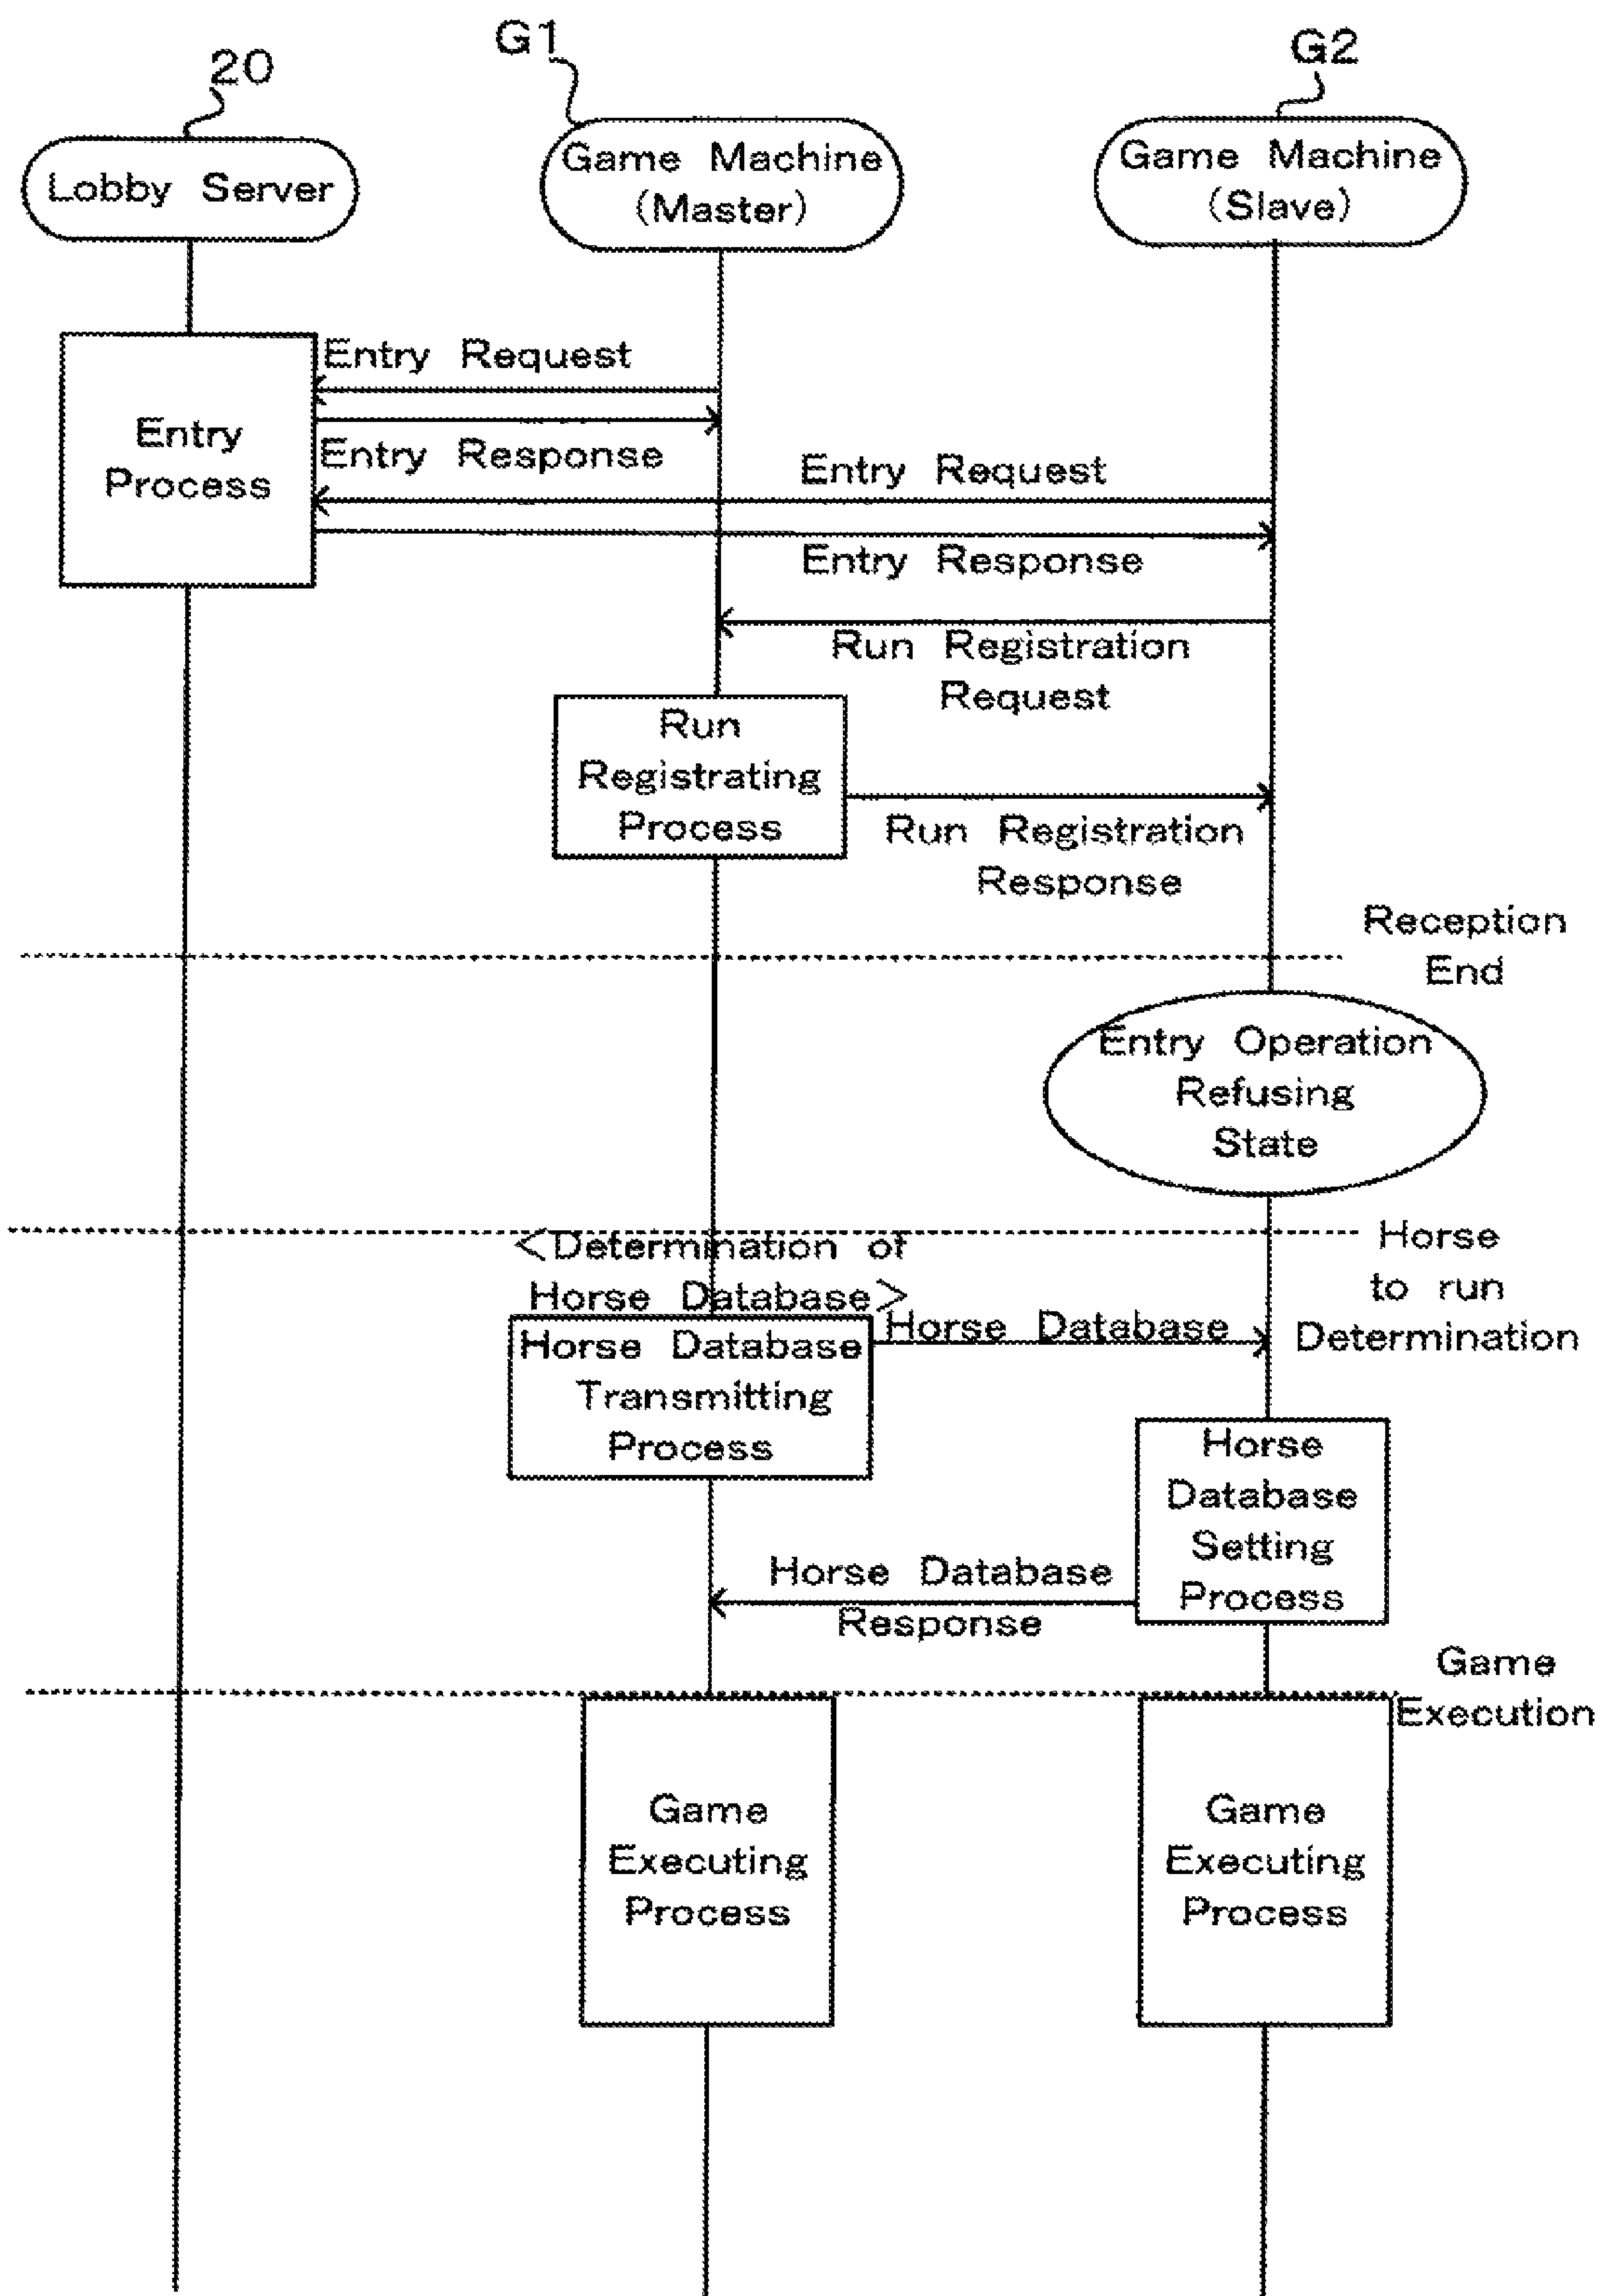 20
G1
G2
Lobby Server
Game Machine
(Master)
Game Machine
(Slave)
Entry Request
Entry
Process
Entry Response
Entry Request
Entry Response
Run Registration
Request
Run
Registrating
Process
Run Registration
Response
Reception
End
Entry Operation
Refusing
State
Horse
to run
Determination
<Determination of
Horse Database>
Horse Database
Horse Database
Transmitting
Process
Horse
Database
Setting
Process
Horse Database
Response
Game
Execution
Game
Executing
Process
Game
Executing
Process